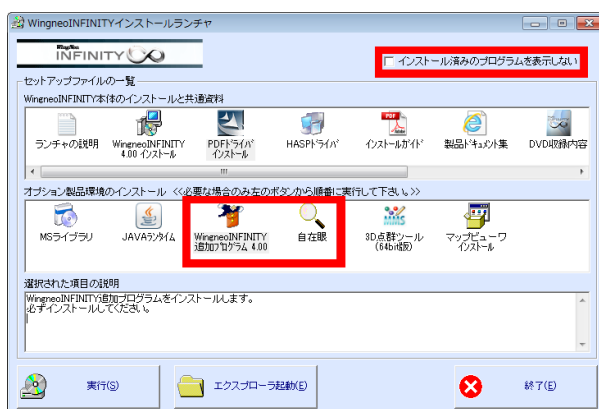 WingneoINFINITYインストールランチャ
WingNeo
INFINITY
インストール済みのプログラムを表示しない
セットアップファイルの一覧
WingneoINFINITY本体のインストールと共通資料
ランチャの説明
WingneoINFINITY
4.00 インストール
PDFドライバ
インストール
HASPドライバ
PDF
インストールガイド
製品ドキュメント集
DVD収録内容
オプション製品環境のインストール <<必要な場合のみ左のボタンから順番に実行して下さい。>>
MSライブラリ
JAVAランタイム
WingneoINFINITY
追加プログラム 4.00
自在眼
3D点群ツール
(64bit版)
マップビューワ
インストール
選択された項目の説明
WingneoINFINITY追加プログラムをインストールします。
必ずインストールしてください。
実行(S)
エクスプローラ起動(E)
終了(E)